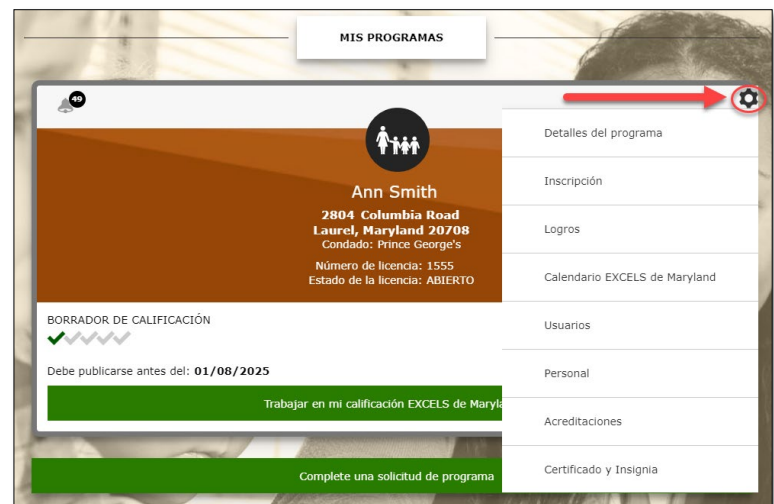 MIS PROGRAMAS
49
Ann Smith
2804 Columbia Road
Laurel, Maryland 20708
Condado: Prince George's
Número de licencia: 1555
Estado de la licencia: ABIERTO
BORRADOR DE CALIFICACIÓN
Debe publicarse antes del: 01/08/2025
Trabajar en mi calificación EXCELS de Maryla
Complete una solicitud de programa
Detalles del programa
Inscripción
Logros
Calendario EXCELS de Maryland
Usuarios
Personal
Acreditaciones
Certificado y Insignia